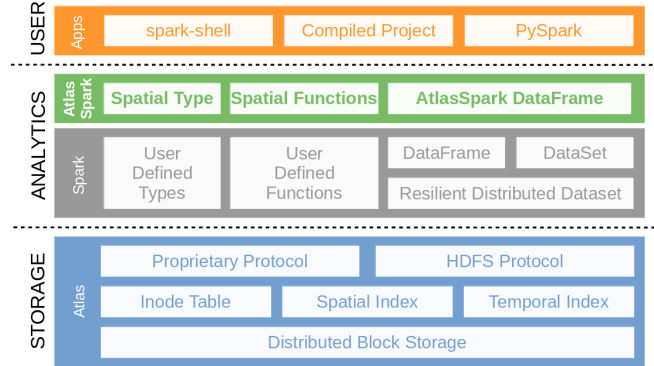 USER
Apps
spark-shell
Compiled Project
PySpark
ANALYTICS
Atlas
Spark
Spatial Type
Spatial Functions
AtlasSpark DataFrame
Spark
User
Defined
Types
User
Defined
Functions
DataFrame
DataSet
Resilient Distributed Dataset
STORAGE
Atlas
Proprietary Protocol
HDFS Protocol
Inode Table
Spatial Index
Temporal Index
Distributed Block Storage